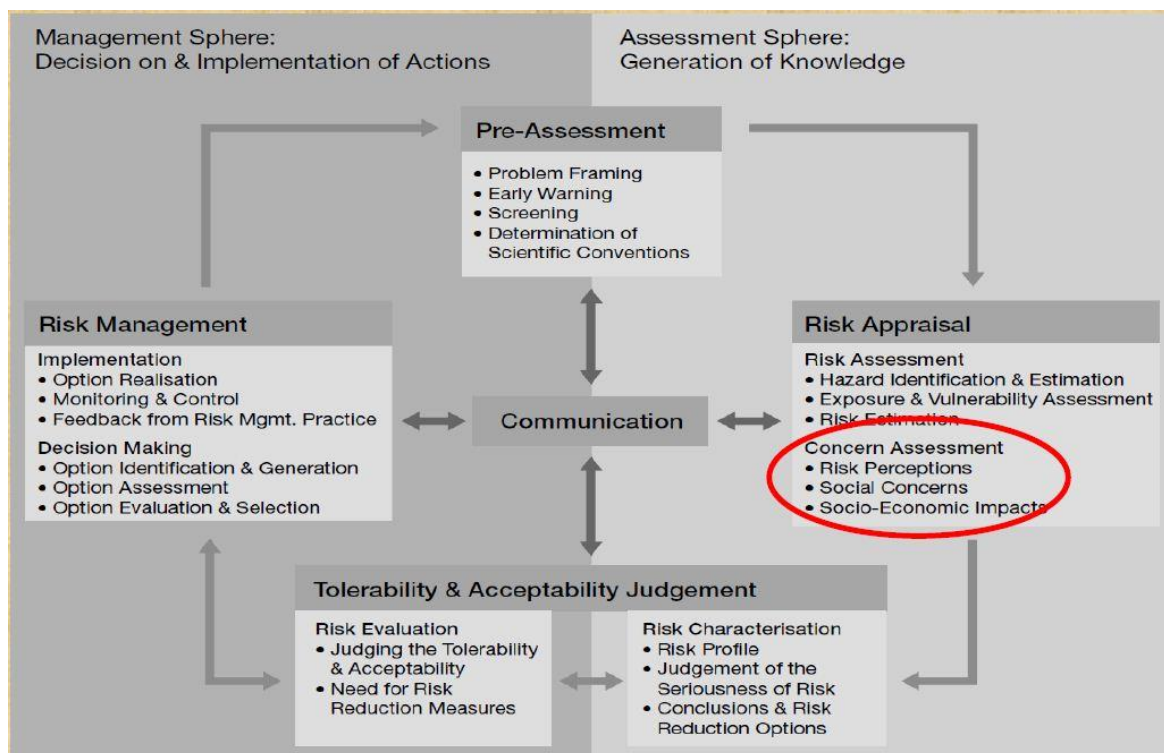 Management Sphere:
Decision on & Implementation of Actions
Assessment Sphere:
Generation of Knowledge
Pre-Assessment
• Problem Framing
• Early Warning
• Screening
• Determination of
Scientific Conventions
Risk Management
Implementation
• Option Realisation
• Monitoring & Control
• Feedback from Risk Mgmt. Practice
Decision Making
• Option Identification & Generation
• Option Assessment
• Option Evaluation & Selection
Communication
Risk Appraisal
Risk Assessment
• Hazard Identification & Estimation
• Exposure & Vulnerability Assessment
• Risk Estimation
Concern Assessment
• Risk Perceptions
• Social Concerns
• Socio-Economic Impacts
Tolerability & Acceptability Judgement
Risk Evaluation
• Judging the Tolerability
& Acceptability
• Need for Risk
Reduction Measures
Risk Characterisation
• Risk Profile
• Judgement of the
Seriousness of Risk
• Conclusions & Risk
Reduction Options